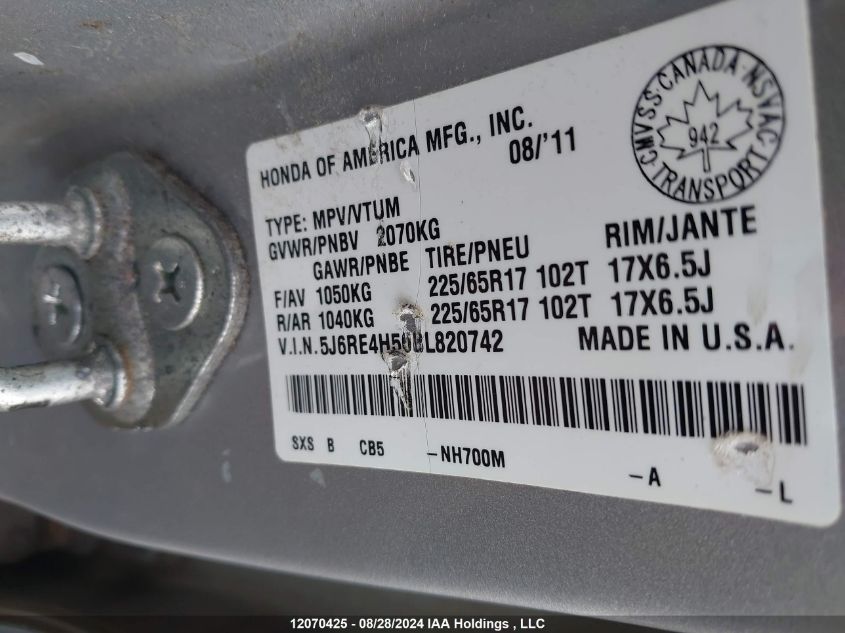 HONDA OF AMERICA MFG., INC.
08/'11
CMVSS·CANADA·NSVAC
942
TRANSPORT
TYPE: MPV/VTUM
GVWR/PNBV 2070KG
GAWR/PNBE TIRE/PNEU RIM/JANTE
F/AV 1050KG 225/65R17 102T 17X6.5J
R/AR 1040KG 225/65R17 102T 17X6.5J
V.I.N. MADE IN U.S.A.
SXS B CB5 -NH700M -A -L
12070425 - 08/28/2024 IAA Holdings , LLC